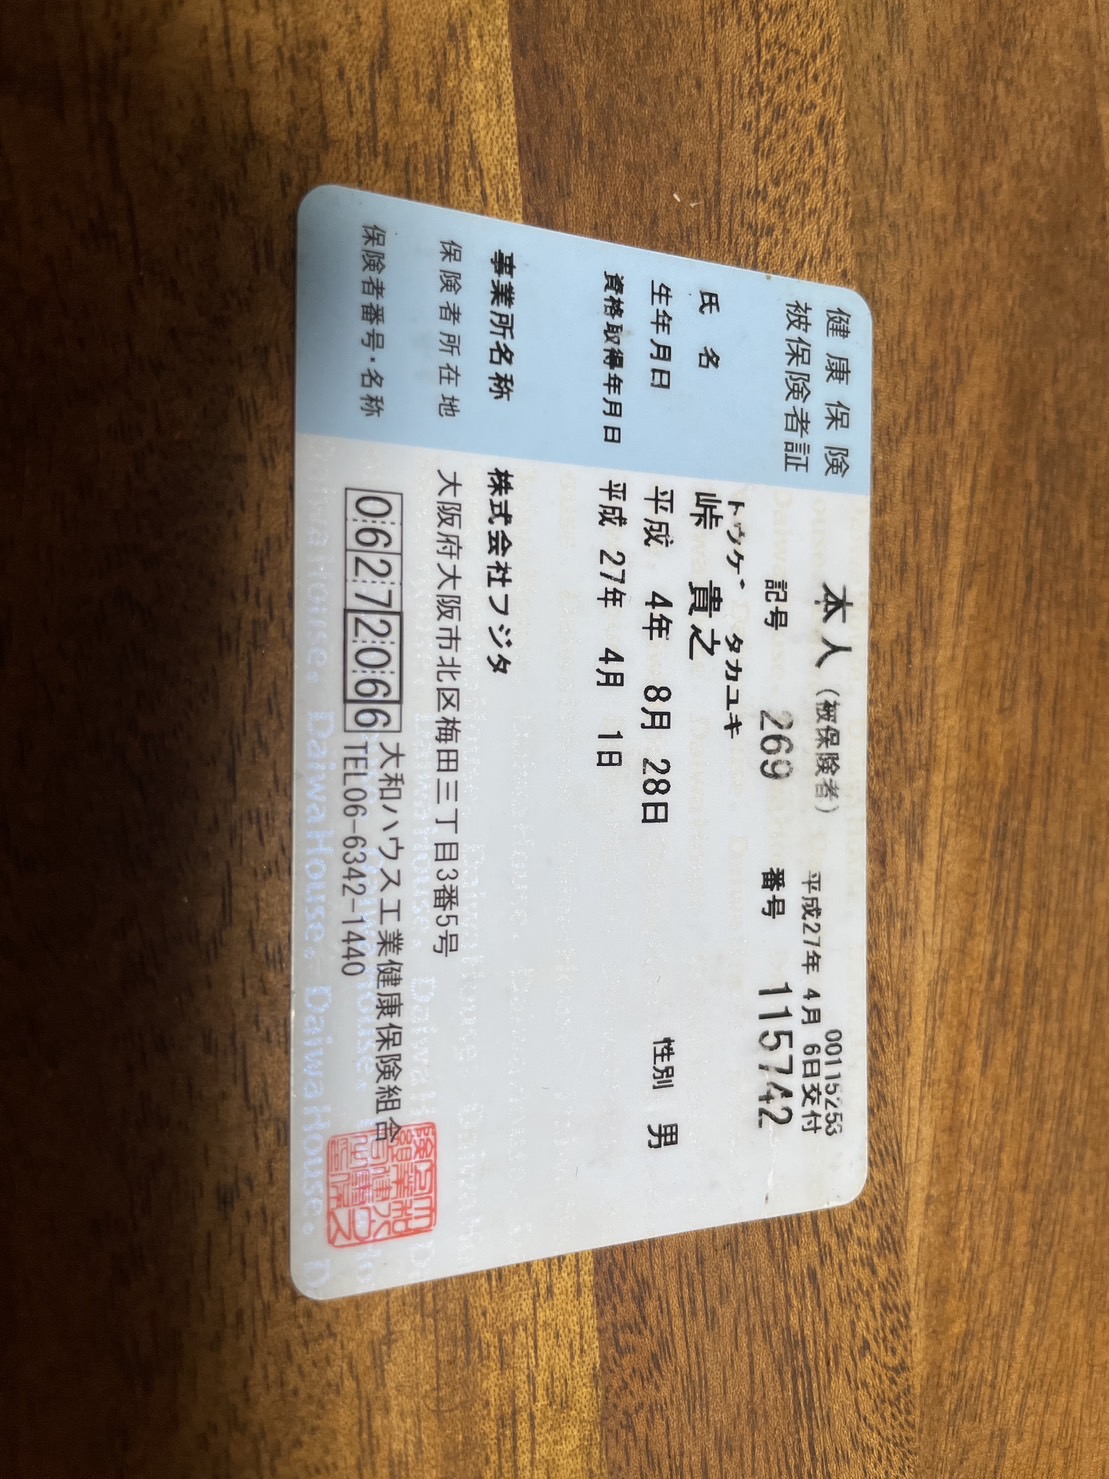 健康保険 本人（被保険者） 00115253
被保険者証 平成27年 4月 6日交付
記号 269 番号 115742
トウゲ タカユキ
氏名 峠 貴之
生年月日 平成 4年 8月 28日 性別 男
資格取得年月日 平成 27年 4月 1日
事業所名称 株式会社フジタ
保険者所在地 大阪府大阪市北区梅田三丁目3番5号
保険者番号・名称 06272066 大和ハウス工業健康保険組合
TEL06-6342-1440
DaiwaHouse. DaiwaHouse. DaiwaHouse. D